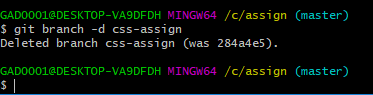 GAD0001@DESKTOP-VA9DFDH MINGW64 /c/assign (master)
$ git branch -d css-assign
Deleted branch css-assign (was 284a4e5).
GAD0001@DESKTOP-VA9DFDH MINGW64 /c/assign (master)
$